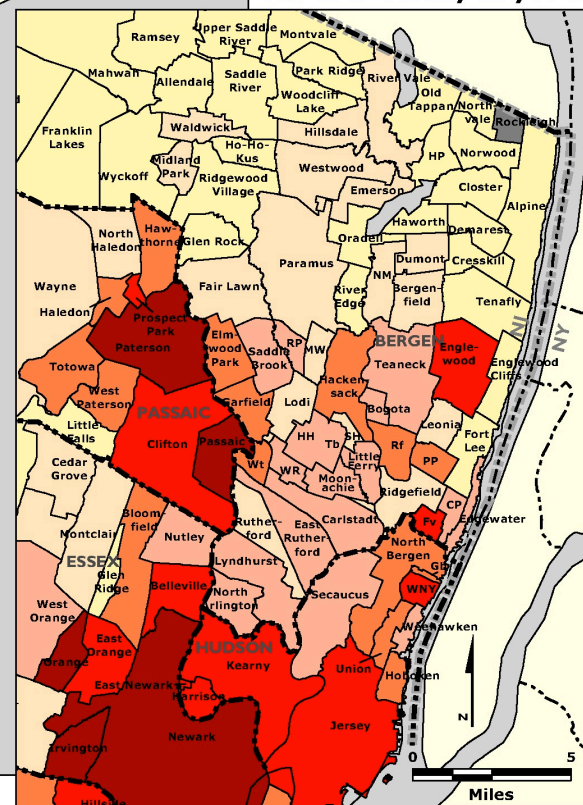 Ramsey
Upper Saddle
River
Montvale
Mahwah
Allendale
Saddle
River
Park Ridge
River Vale
Woodcliff
Lake
Old
Tappan
North-
vale
Rockleigh
Franklin
Lakes
Waldwick
Hillsdale
Ho-Ho-
Kus
Midland
Park
Wyckoff
Ridgewood
Village
Westwood
HP
Norwood
Emerson
Closter
Alpine
North
Haledon
Haw-
thorne
Glen Rock
Oradell
Haworth
Demarest
Dumont
Cresskill
Paramus
NM
Wayne
Fair Lawn
River
Edge
Bergen-
field
Tenafly
Haledon
Prospect
Park
Paterson
Elm-
wood
Park
Saddle
Brook
RP
MW
BERGEN
Teaneck
Engle-
wood
Englewood
Cliffs
NJ
NY
Totowa
West
Paterson
Hacken-
sack
PASSAIC
Garfield
Lodi
Bogota
Little
Falls
Clifton
Passaic
Leonia
Fort
Lee
HH
Tb
SH
Rf
Little
Ferry
PP
Cedar
Grove
Wt
WR
Moon-
achie
Ridgefield
CP
Bloom-
field
Ruther-
ford
East
Ruther-
ford
Carlstadt
Fv
Edgewater
Montclair
Nutley
North
Bergen
Gb
ESSEX
Glen
Ridge
Lyndhurst
Belleville
North
Arlington
Secaucus
WNY
West
Orange
Weehawken
East
Orange
Orange
HUDSON
Kearny
Union
Hoboken
East Newark
Harrison
Jersey
Irvington
Newark
Hillside
N
0
5
Miles